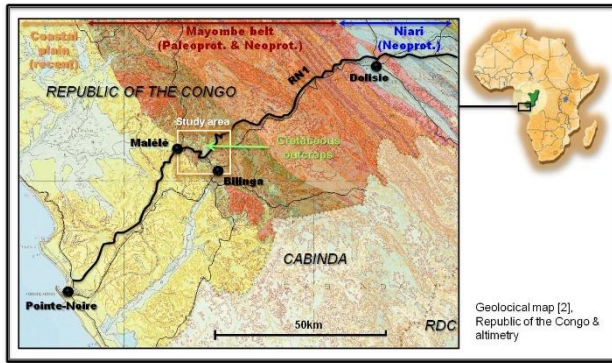 Coastal
plain
(recent)
Mayombe belt
(Paleoprot. & Neoprot.)
Niari
(Neoprot.)
RN1
Dolisie
REPUBLIC OF THE CONGO
Study area
Malélé
Cretaceous
outcrops
Bilinga
CABINDA
Pointe-Noire
50km
RDC
Geolocical map [2],
Republic of the Congo &
altimetry